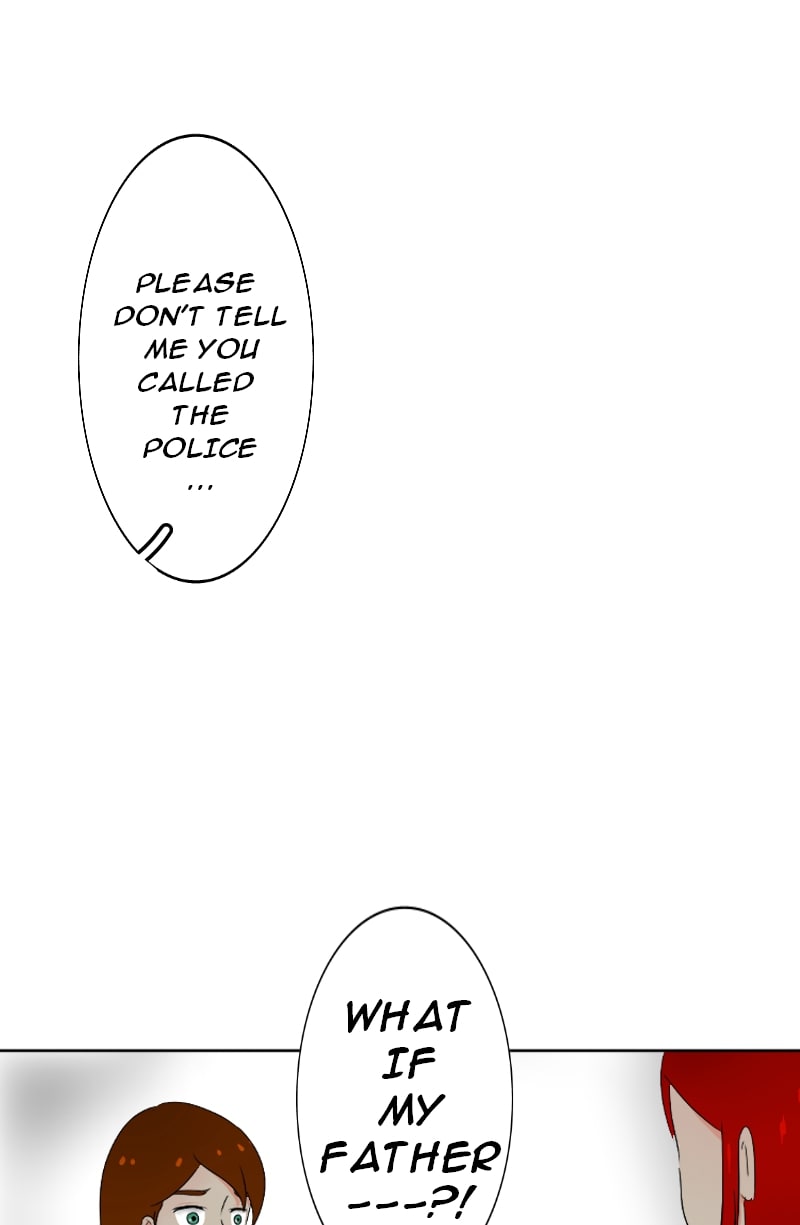 PLEASE
DON'T TELL
ME YOU
CALLED
THE
POLICE
...
WHAT
IF
MY
FATHER
---?!